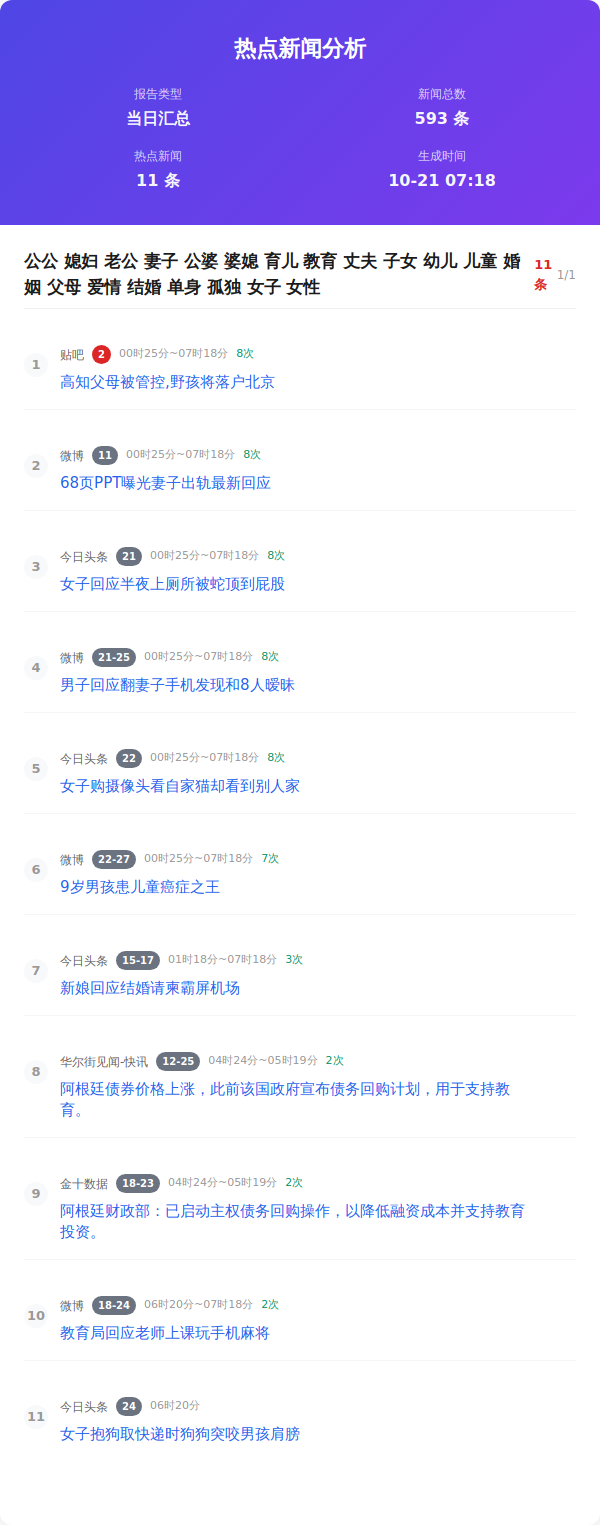 热点新闻分析
报告类型
当日汇总
新闻总数
593 条
热点新闻
11 条
生成时间
10-21 07:18
公公 媳妇 老公 妻子 公婆 婆媳 育儿 教育 丈夫 子女 幼儿 儿童 婚
姻 父母 爱情 结婚 单身 孤独 女子 女性
11
条
1/1
1
贴吧 2 00时25分~07时18分 8次
高知父母被管控,野孩将落户北京
2
微博 11 00时25分~07时18分 8次
68页PPT曝光妻子出轨最新回应
3
今日头条 21 00时25分~07时18分 8次
女子回应半夜上厕所被蛇顶到屁股
4
微博 21-25 00时25分~07时18分 8次
男子回应翻妻子手机发现和8人暧昧
5
今日头条 22 00时25分~07时18分 8次
女子购摄像头看自家猫却看到别人家
6
微博 22-27 00时25分~07时18分 7次
9岁男孩患儿童癌症之王
7
今日头条 15-17 01时18分~07时18分 3次
新娘回应结婚请柬霸屏机场
8
华尔街见闻-快讯 12-25 04时24分~05时19分 2次
阿根廷债券价格上涨，此前该国政府宣布债务回购计划，用于支持教
育。
9
金十数据 18-23 04时24分~05时19分 2次
阿根廷财政部：已启动主权债务回购操作，以降低融资成本并支持教育
投资。
10
微博 18-24 06时20分~07时18分 2次
教育局回应老师上课玩手机麻将
11
今日头条 24 06时20分
女子抱狗取快递时狗狗突咬男孩肩膀